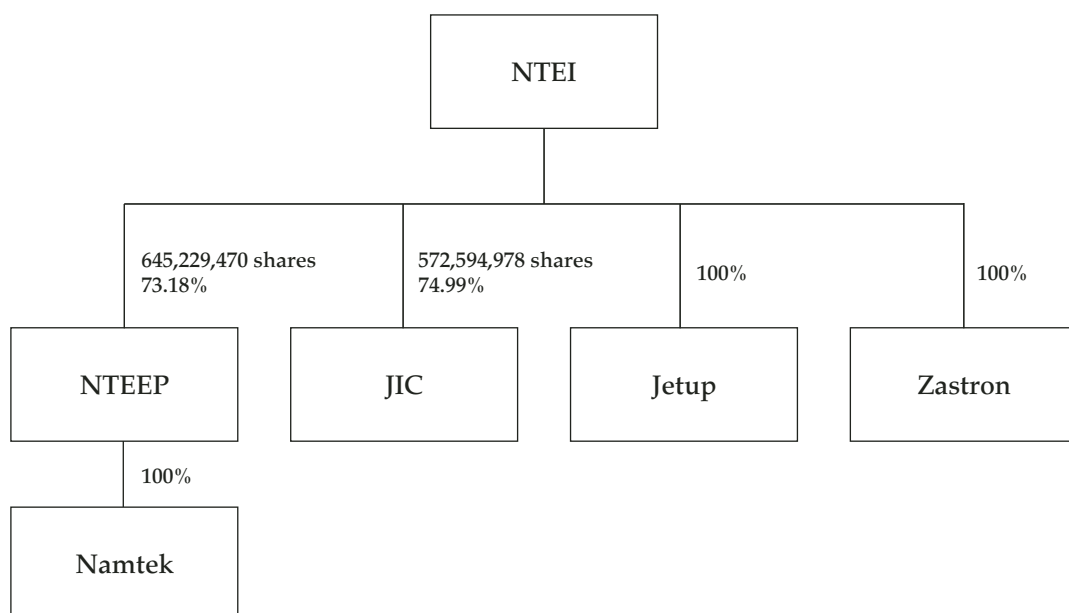 NTEI
645,229,470 shares
73.18%
572,594,978 shares
74.99%
100%
100%
NTEEP
JIC
Jetup
Zastron
100%
Namtek